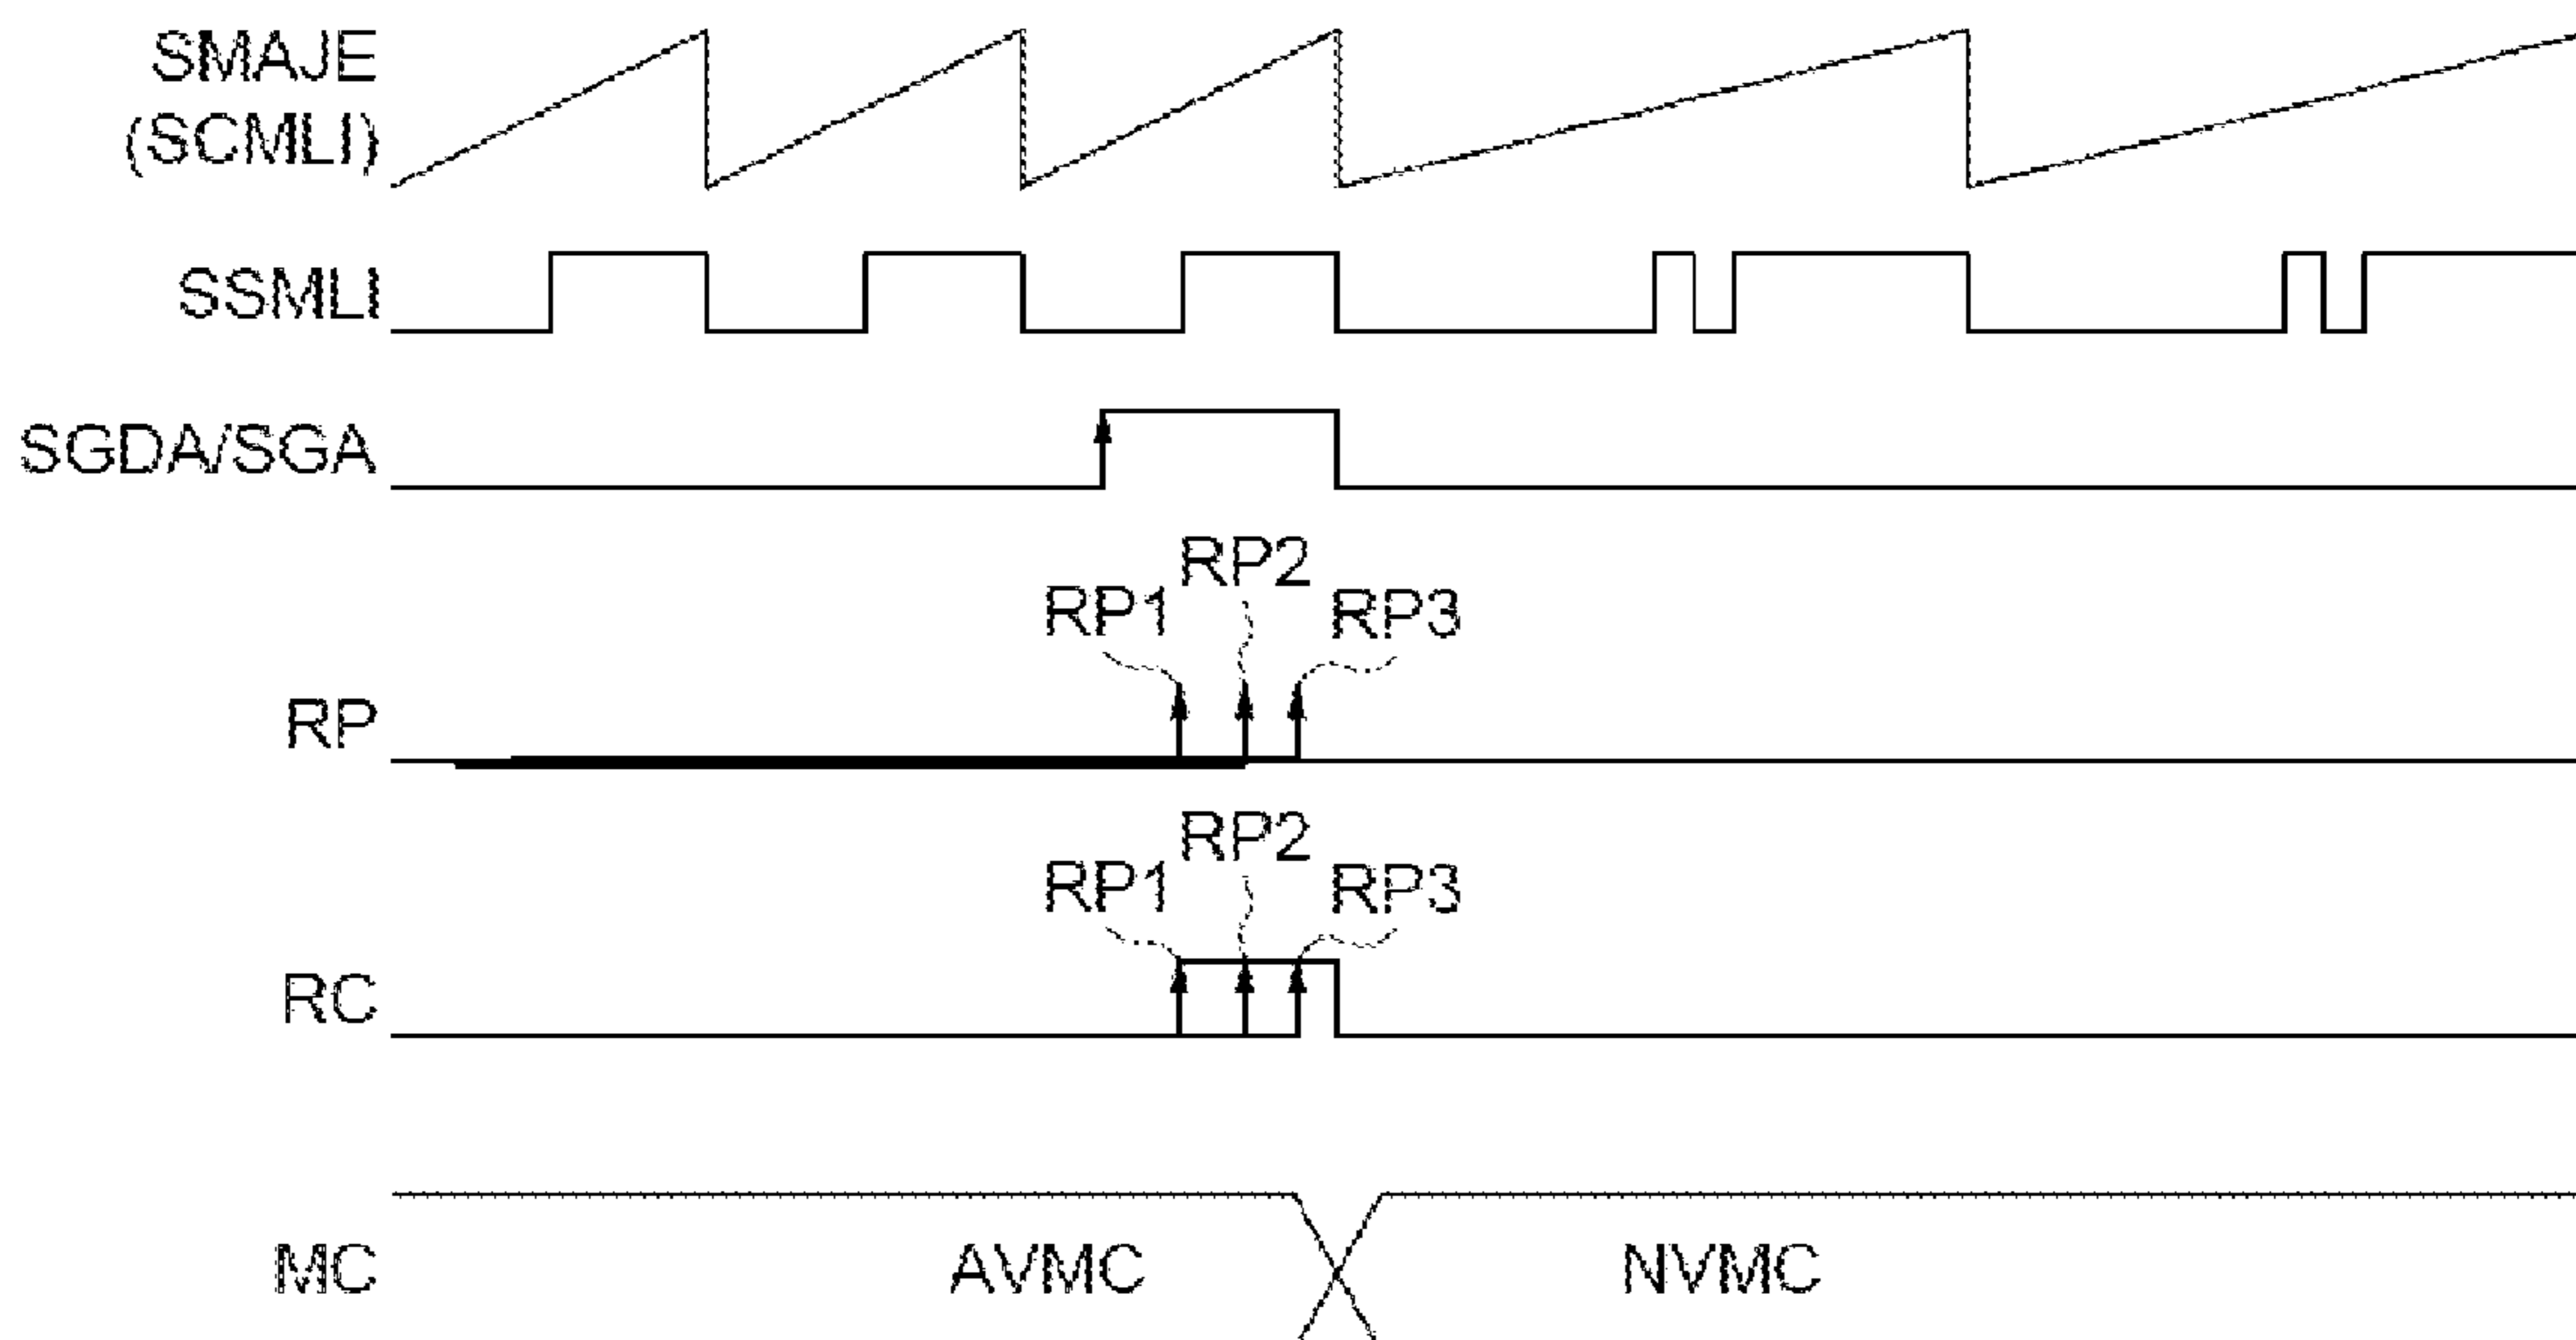 SMAJE
(SCMLI)
SSMLI
SGDA/SGA
RP2
RP1
RP3
RP
RP2
RP1
RP3
RC
MC
AVMC
NVMC